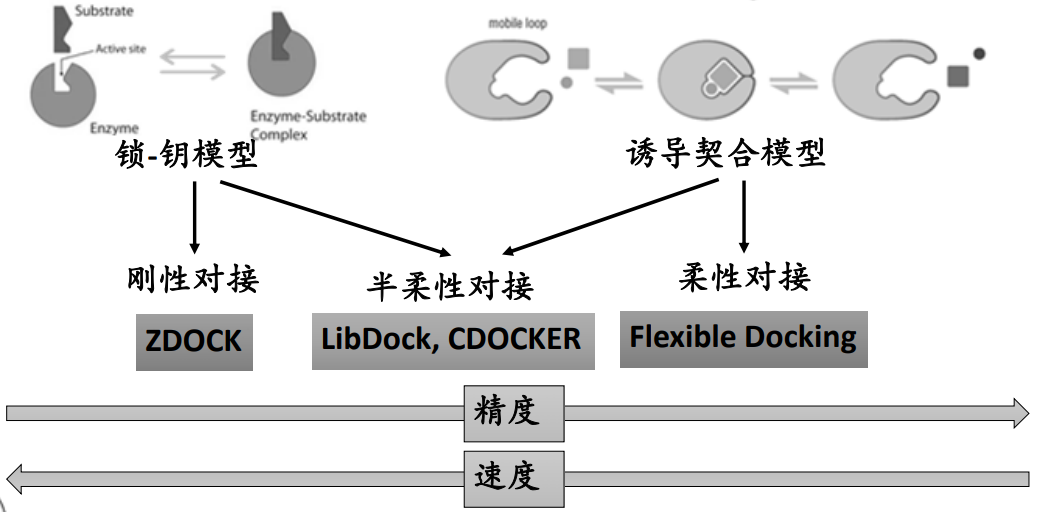 Substrate
Active site
Enzyme
Enzyme-Substrate
Complex
mobile loop
锁-钥模型
诱导契合模型
刚性对接
半柔性对接
柔性对接
ZDOCK
LibDock, CDOCKER
Flexible Docking
精度
速度